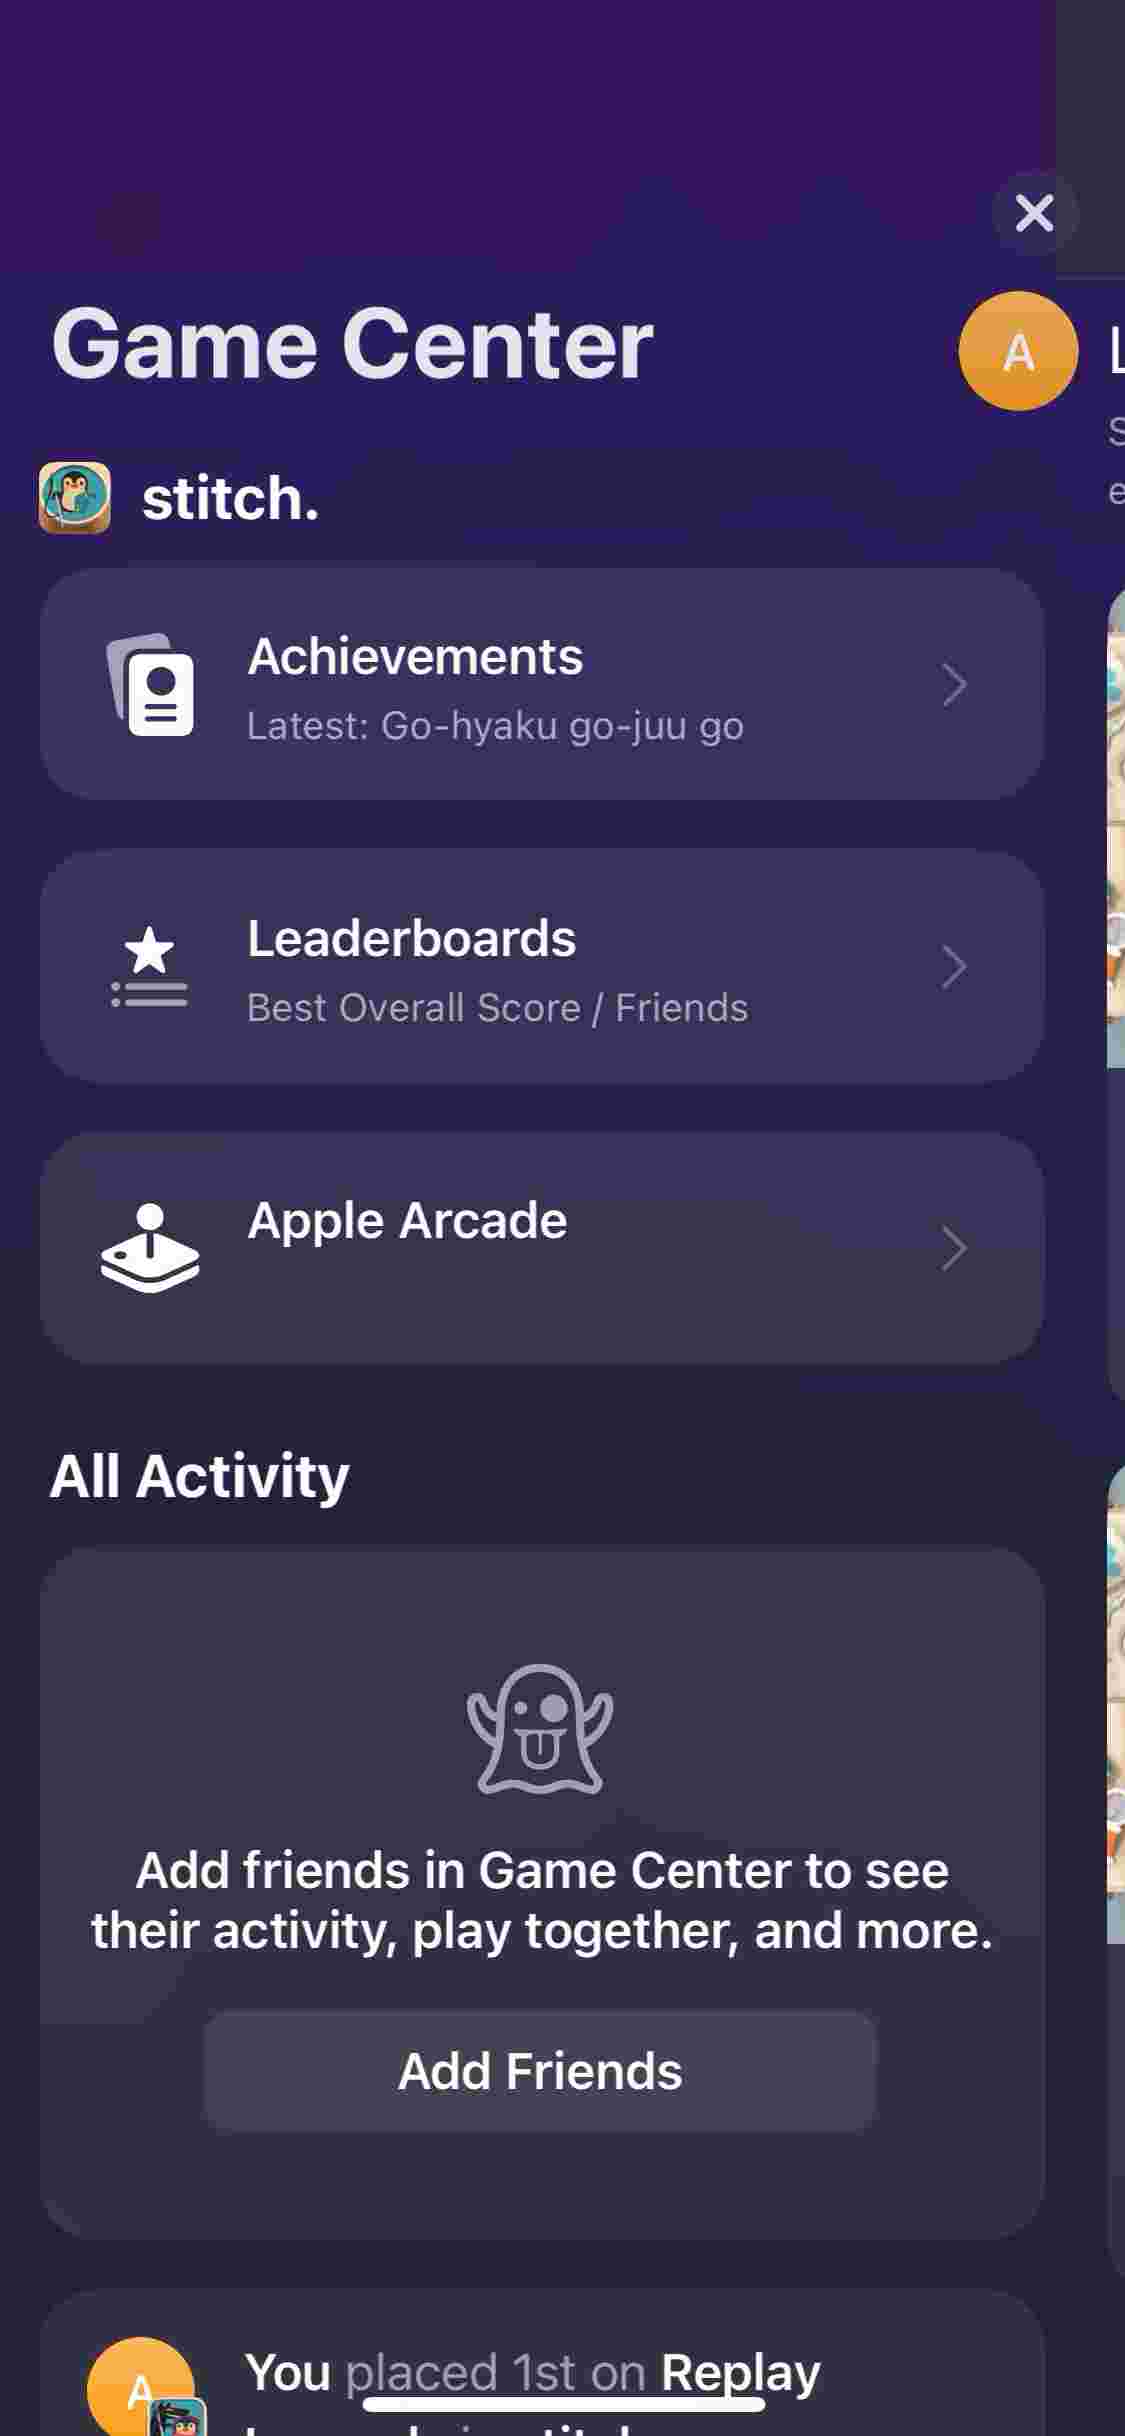 Game Center
A
stitch.
Achievements
Latest: Go-hyaku go-juu go
Leaderboards
Best Overall Score / Friends
Apple Arcade
All Activity
Add friends in Game Center to see
their activity, play together, and more.
Add Friends
A
You placed 1st on Replay